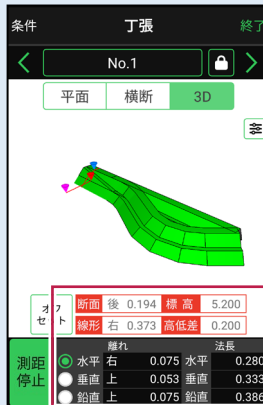 条件 丁張 終了
No.1
平面 横断 3D
オフセット 断面 後 0.194 標高 5.200
線形 右 0.373 高低差 0.200
測距停止 離れ 法長
水平 右 0.075 水平 0.280
垂直 上 0.053 垂直 0.333
鉛直 上 0.075 鉛直 0.386